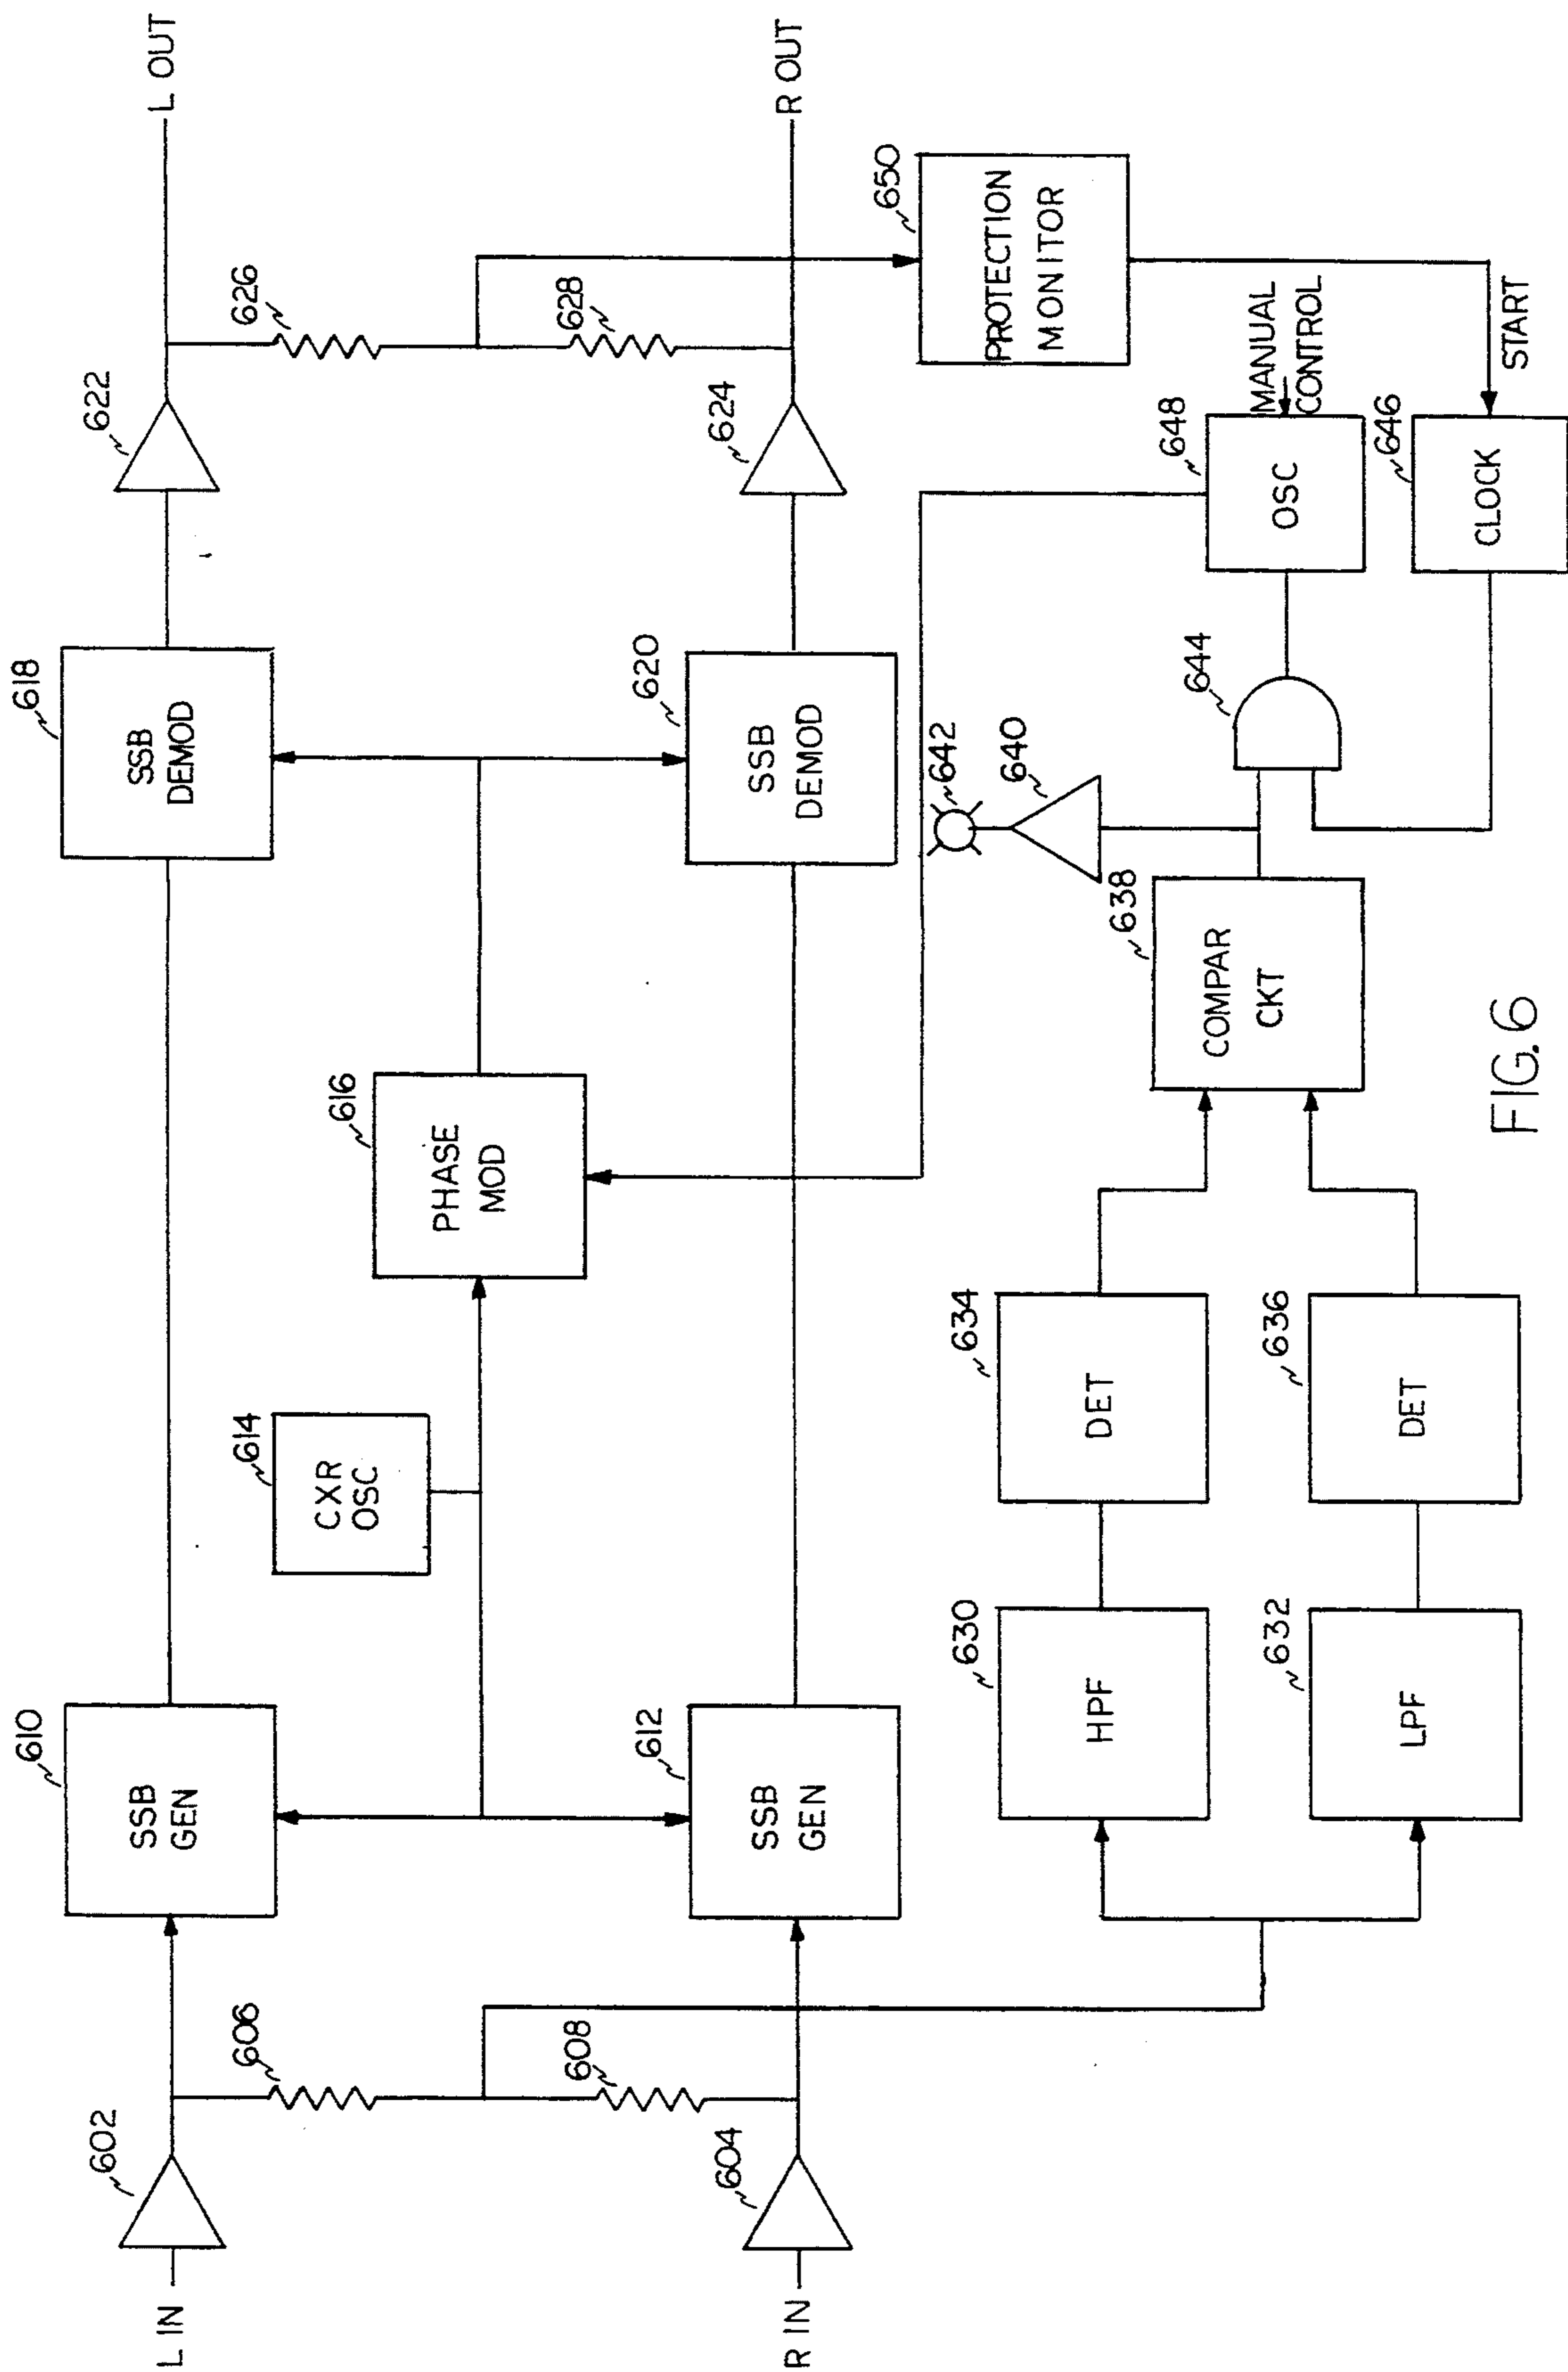 L IN
602
606
610
SSB
GEN
614
CXR
OSC
616
PHASE
MOD
618
SSB
DEMOD
622
626
L OUT
R IN
604
608
612
SSB
GEN
620
SSB
DEMOD
624
628
R OUT
630
HPF
634
DET
632
LPF
636
DET
638
COMPAR
CKT
640
642
644
648
OSC
MANUAL
CONTROL
646
CLOCK
START
650
PROTECTION
MONITOR
FIG. 6